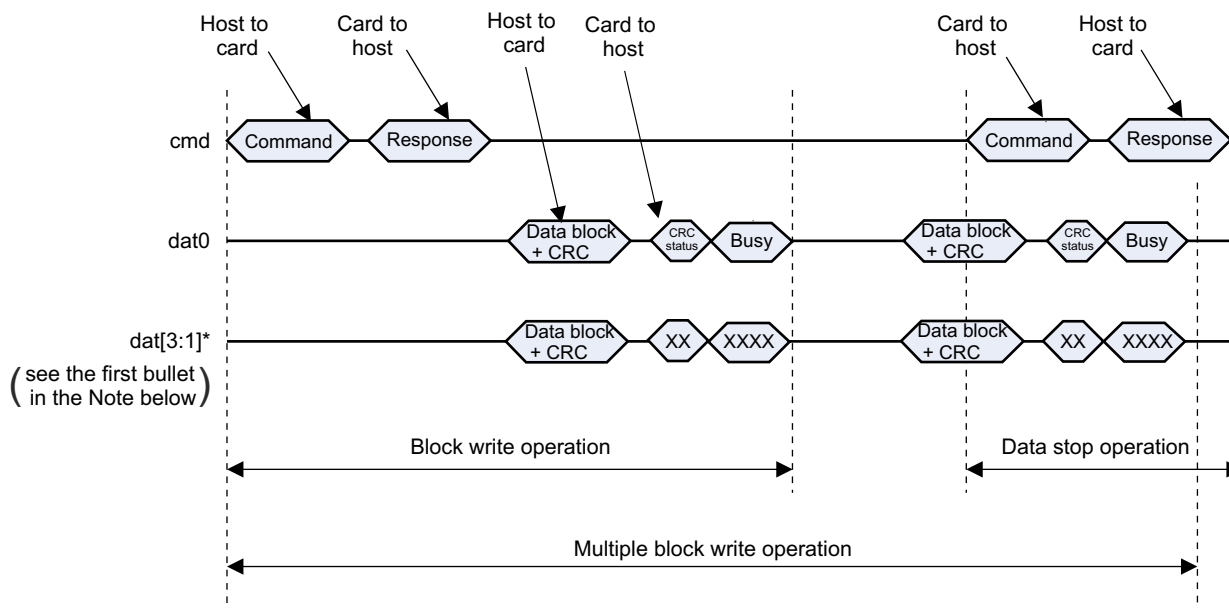 Host to
card
Card to
host
Host to
card
Card to
host
Card to
host
Host to
card
cmd
Command
Response
Command
Response
dat0
Data block
+ CRC
CRC
status
Busy
Data block
+ CRC
CRC
status
Busy
dat[3:1]*
(see the first bullet
in the Note below)
Data block
+ CRC
XX
XXXX
Data block
+ CRC
XX
XXXX
Block write operation
Data stop operation
Multiple block write operation